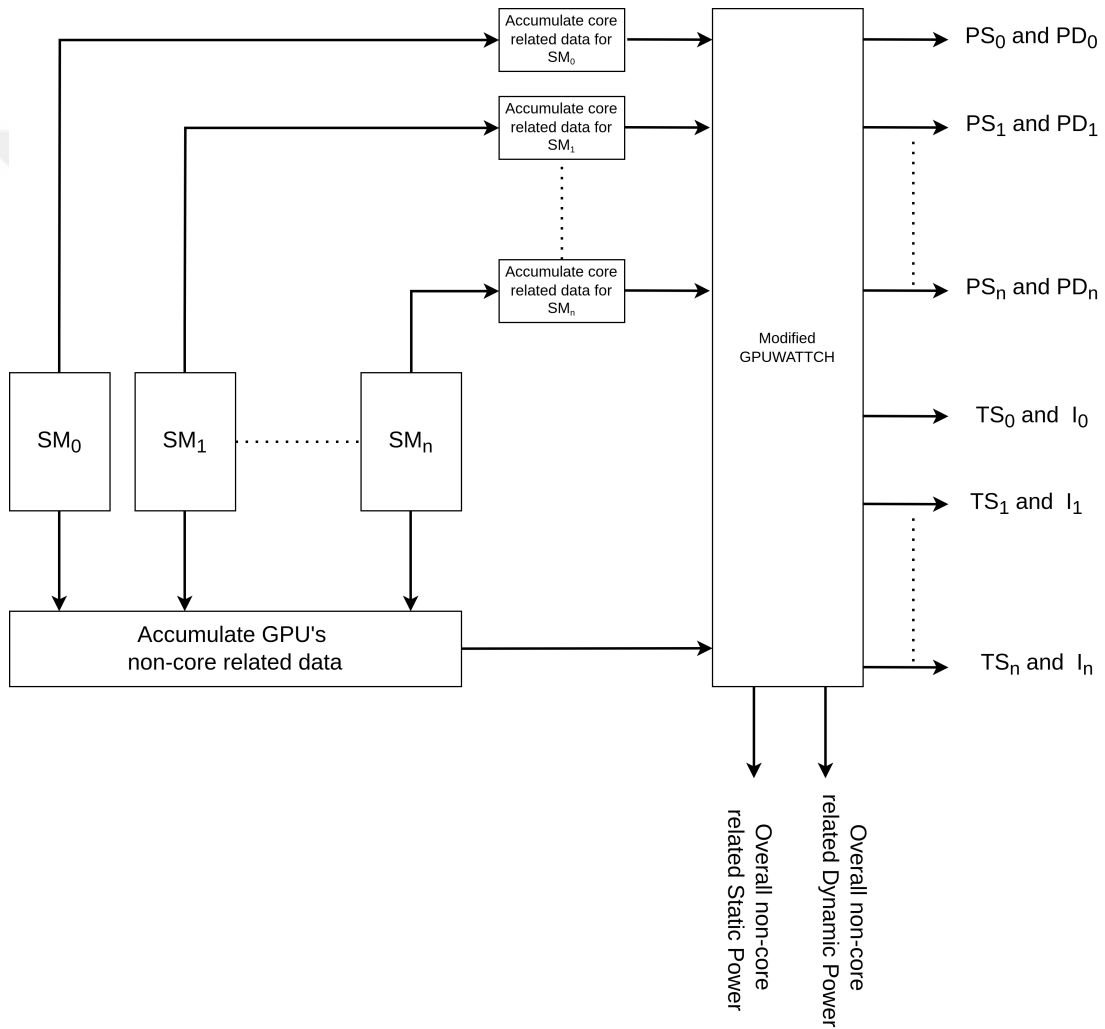 Accumulate core
related data for
SM₀
PS₀ and PD₀
Accumulate core
related data for
SM₁
PS₁ and PD₁
Accumulate core
related data for
SMₙ
PSₙ and PDₙ
Modified
GPUWATTCH
SM₀
SM₁
SMₙ
TS₀ and I₀
TS₁ and I₁
TSₙ and Iₙ
Accumulate GPU's
non-core related data
Overall non-core
related Static Power
Overall non-core
related Dynamic Power